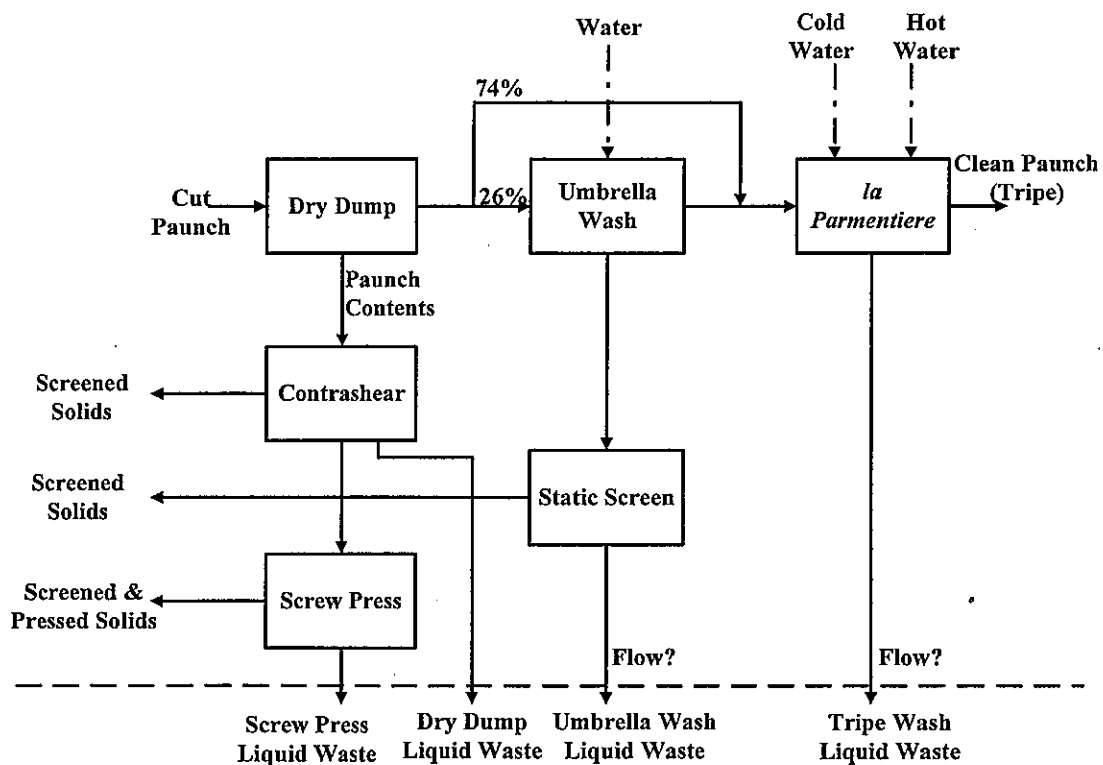 Water
Cold
Water
Hot
Water
74%
Cut
Paunch
Dry Dump
26%
Umbrella
Wash
la
Parmentiere
Clean Paunch
(Tripe)
Paunch
Contents
Screened
Solids
Contrashear
Screened
Solids
Static Screen
Screened &
Pressed Solids
Screw Press
Flow?
Flow?
Screw Press
Liquid Waste
Dry Dump
Liquid Waste
Umbrella Wash
Liquid Waste
Tripe Wash
Liquid Waste